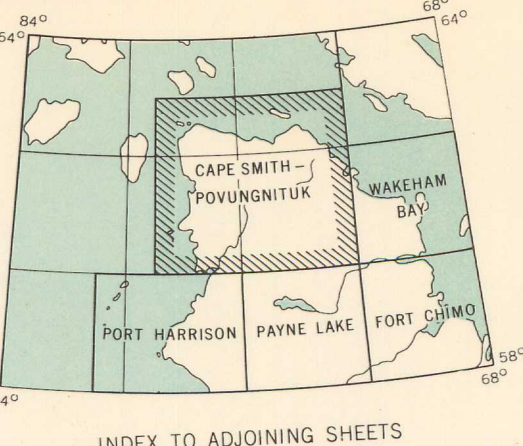 84°
68°
64°
54°
CAPE SMITH—
POVUNGNITUK
WAKEHAM
BAY
PORT HARRISON
PAYNE LAKE
FORT CHIMO
58°
68°
4°
INDEX TO ADJOINING SHEETS